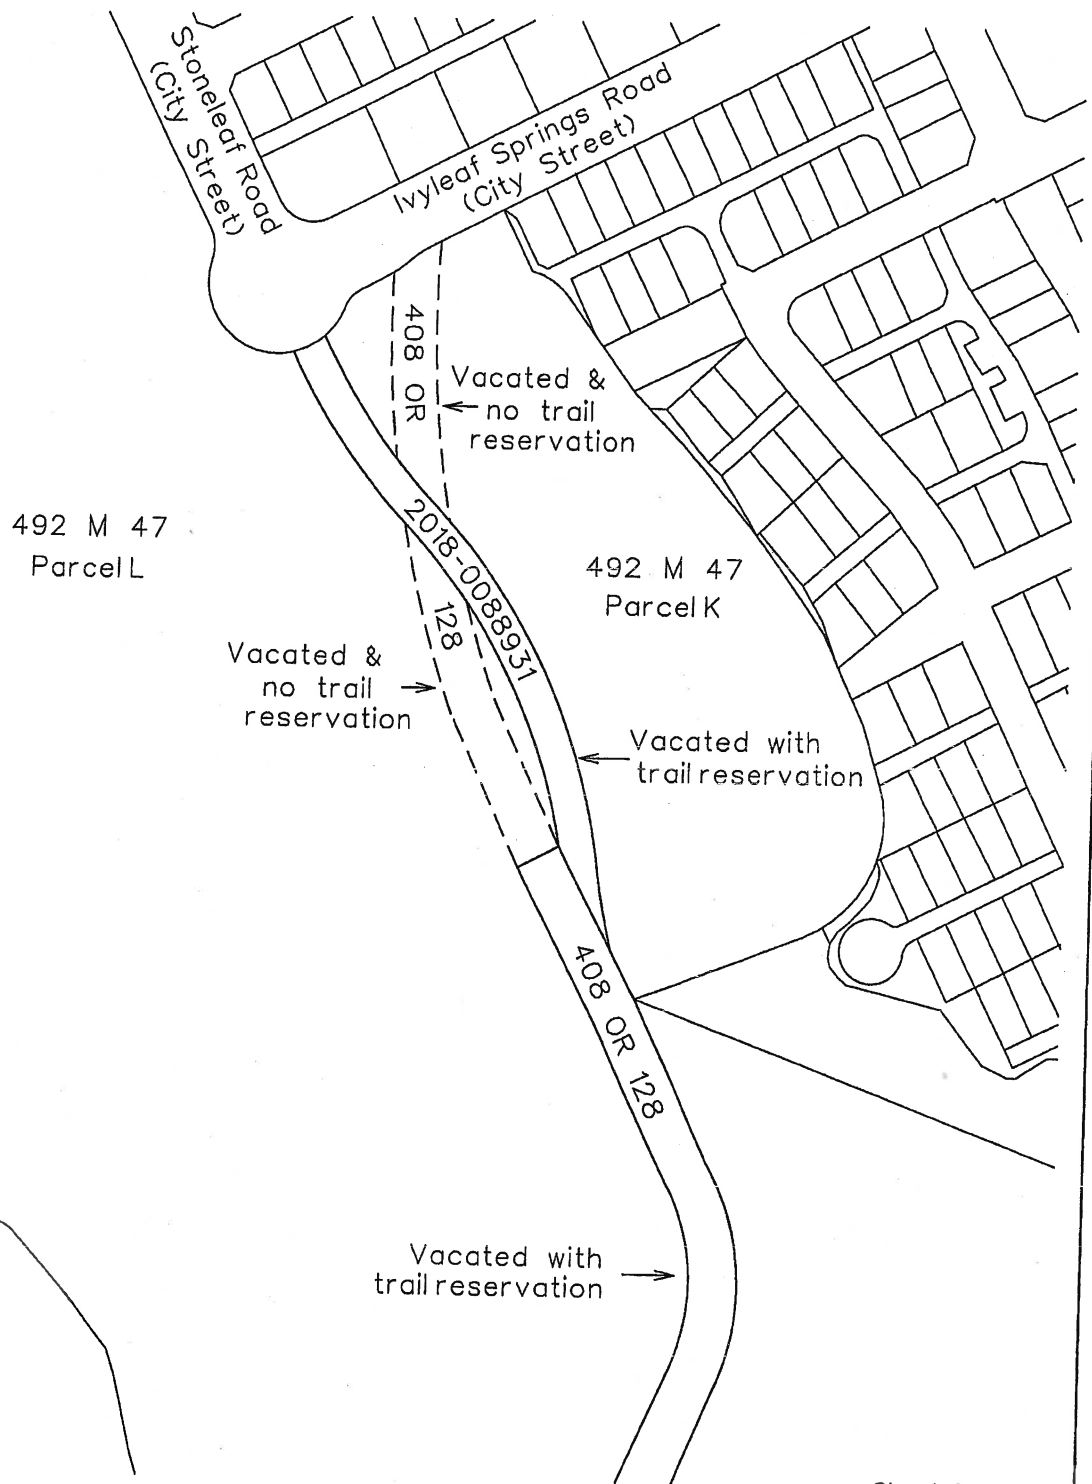 Stoneleaf Road
(City Street)
Ivyleaf Springs Road
(City Street)
408 OR
Vacated &
no trail
reservation
492 M 47
Parcel L
2018-0088931
492 M 47
Parcel K
128
Vacated &
no trail
reservation
Vacated with
trail reservation
408 OR 128
Vacated with
trail reservation